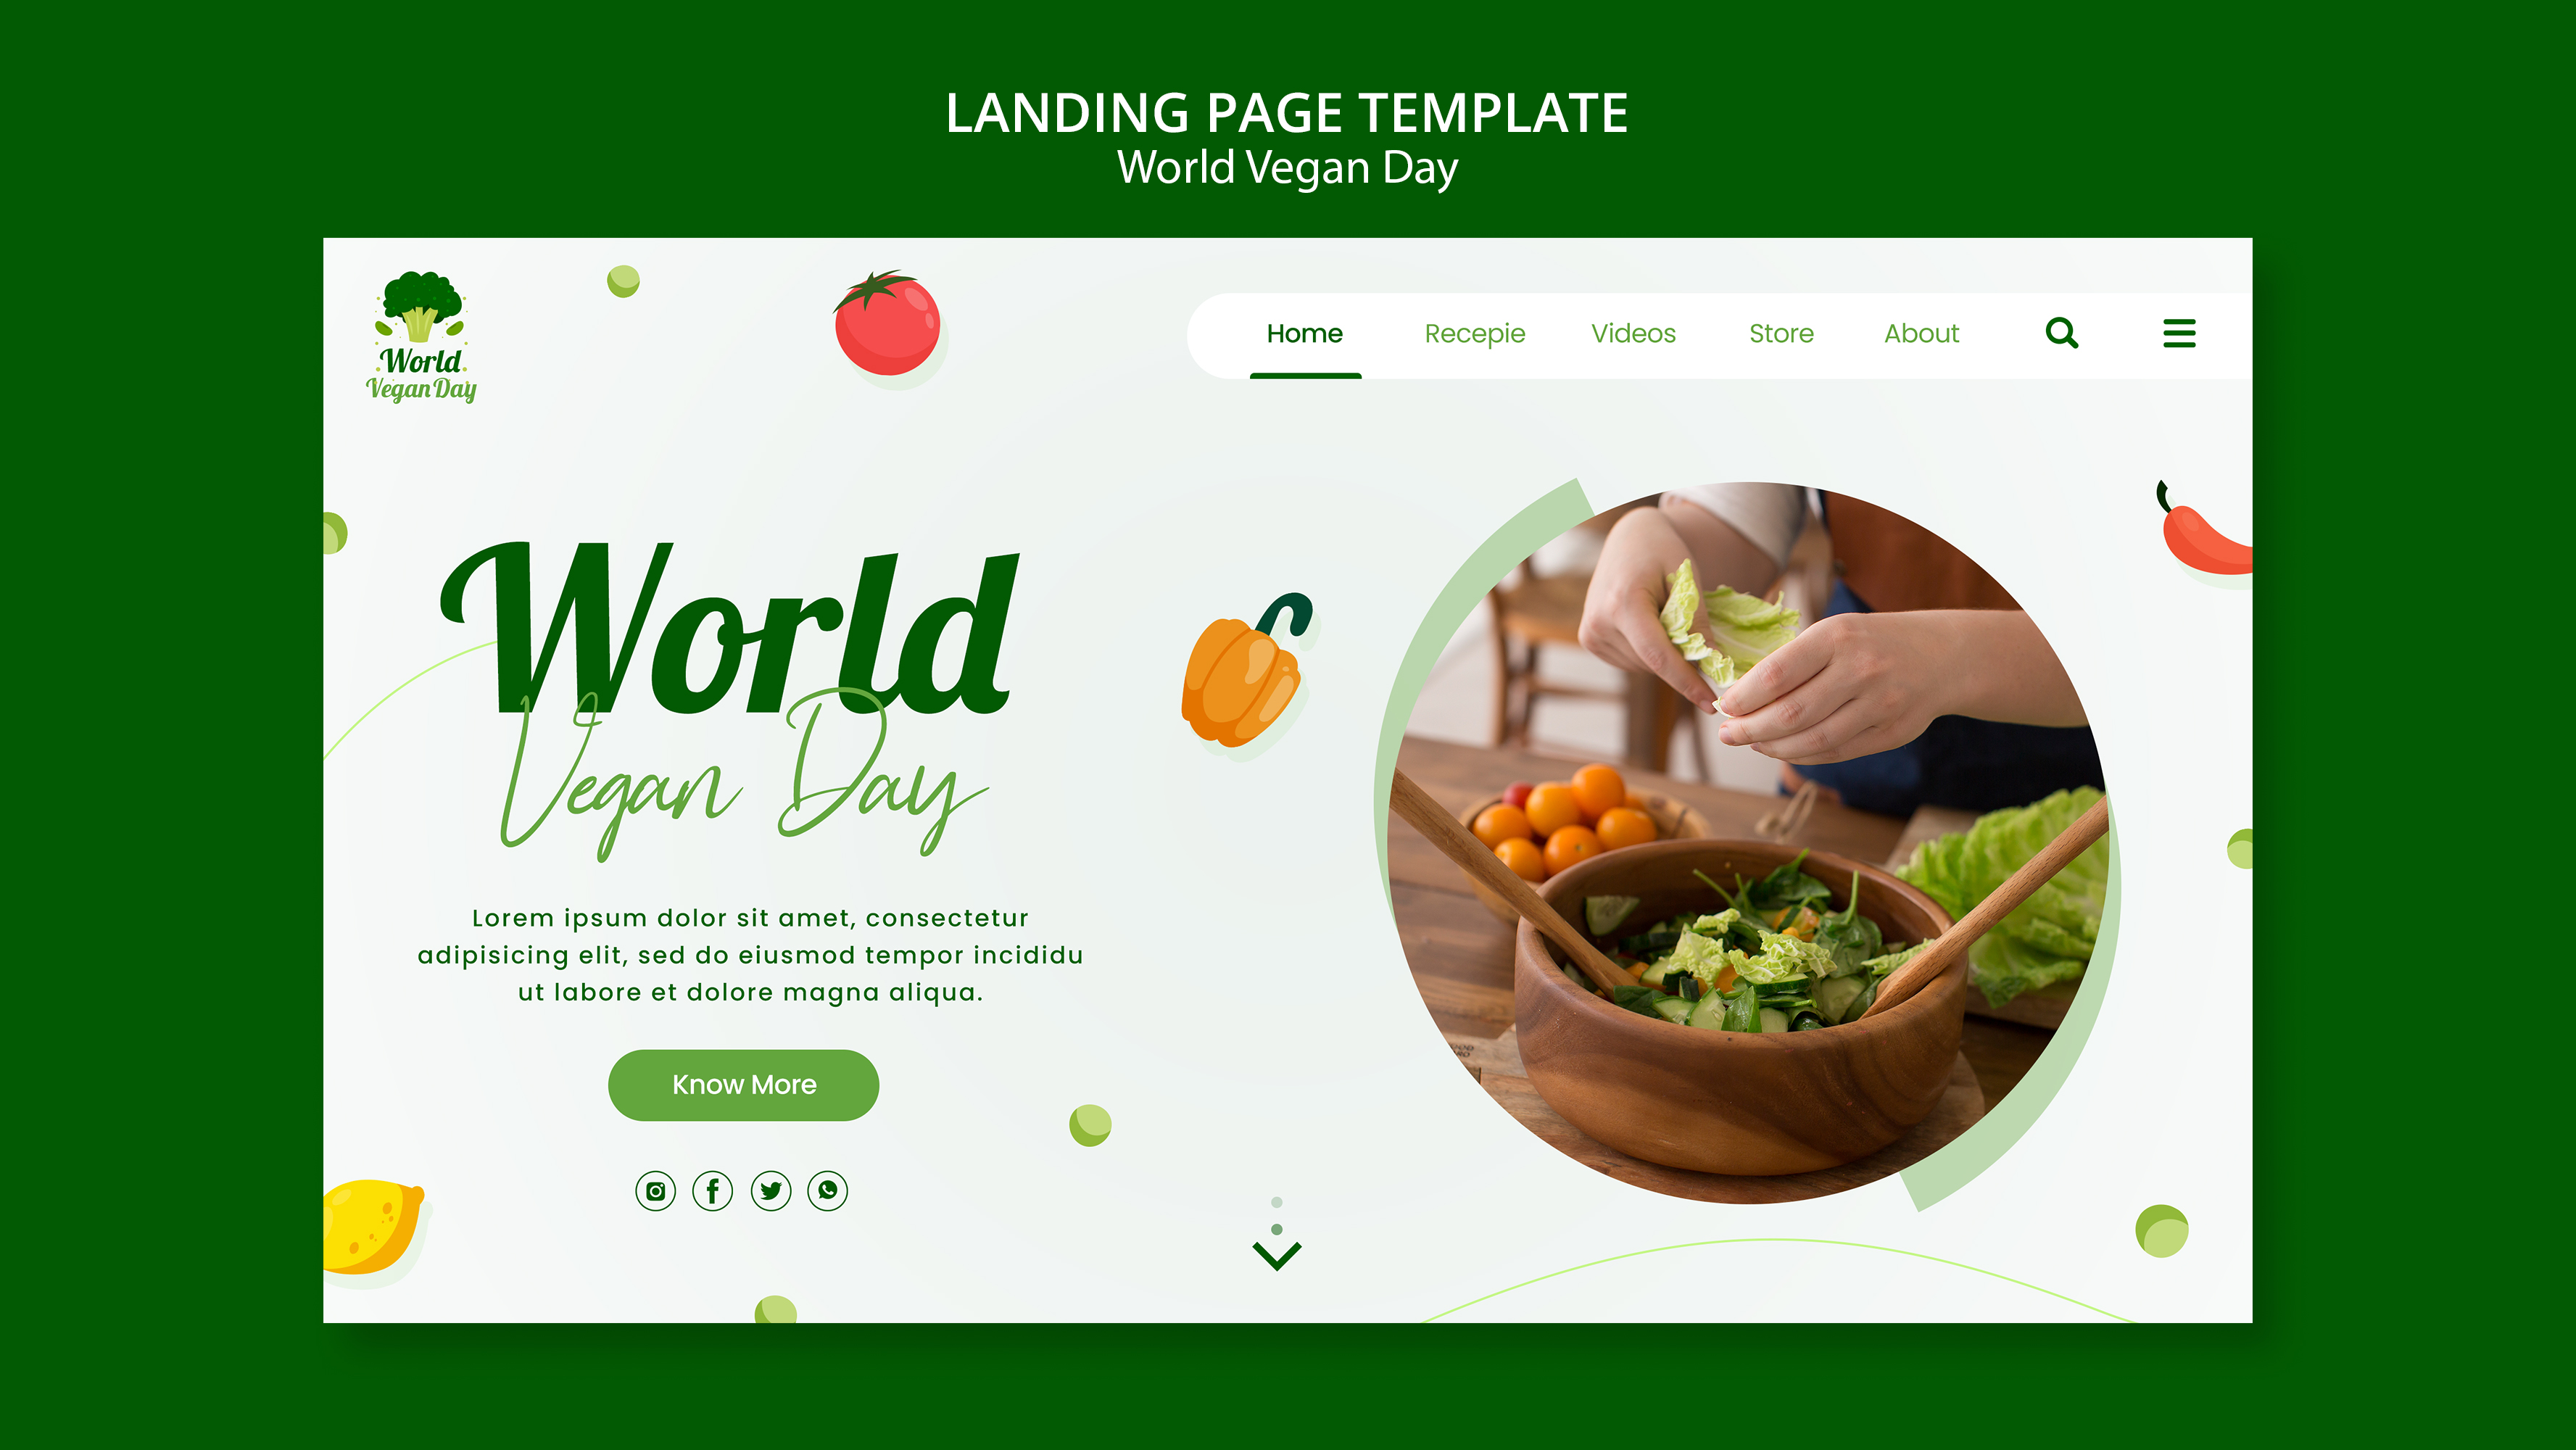 LANDING PAGE TEMPLATE
World Vegan Day
World
Vegan Day
Home Recepie Videos Store About
World
Vegan Day
Lorem ipsum dolor sit amet, consectetur
adipisicing elit, sed do eiusmod tempor incididu
ut labore et dolore magna aliqua.
Know More